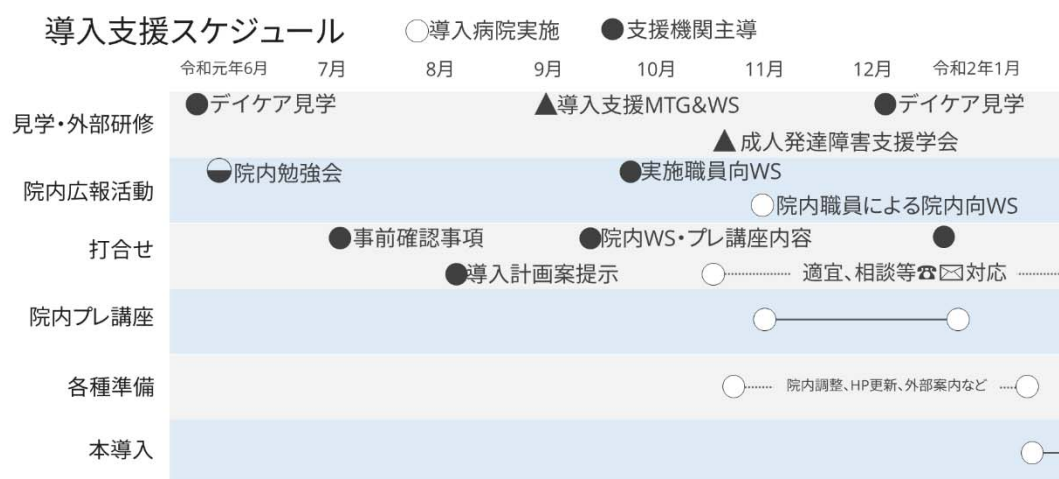 導入支援スケジュール ○導入病院実施 ●支援機関主導
令和元年6月 7月 8月 9月 10月 11月 12月 令和2年1月
見学・外部研修
●デイケア見学 ▲導入支援MTG&WS ●デイケア見学
▲成人発達障害支援学会
院内広報活動
院内勉強会 ●実施職員向WS
○院内職員による院内向WS
打合せ
●事前確認事項 ●院内WS・プレ講座内容 ●
●導入計画案提示 ○ 適宜、相談等☎✉対応
院内プレ講座
各種準備
院内調整、HP更新、外部案内など
本導入